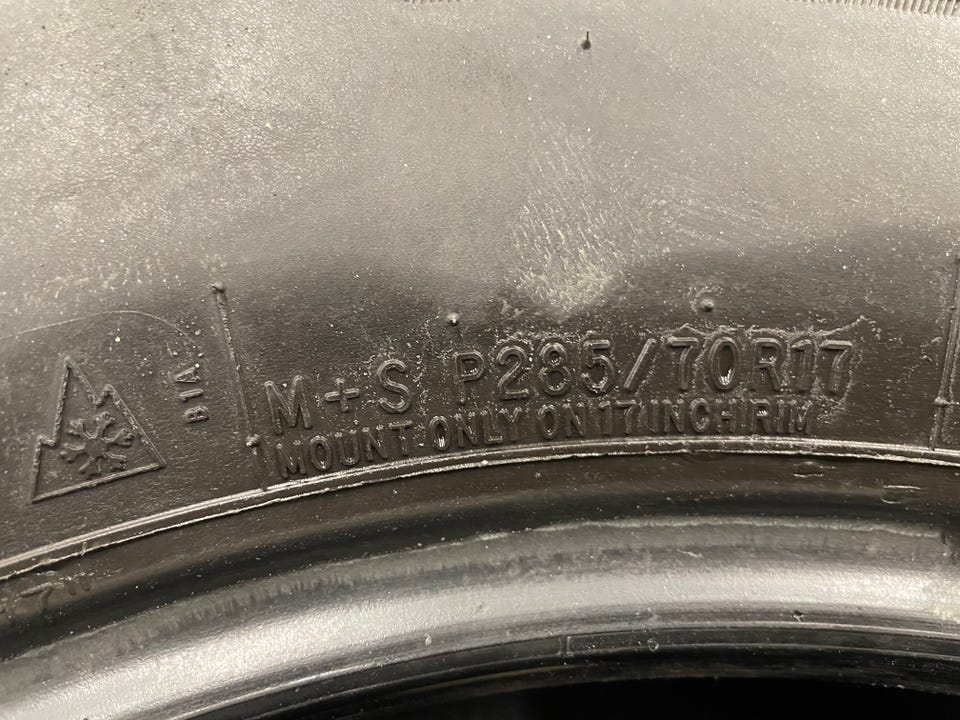 M+S P285/70R17
MOUNT ONLY ON 17 INCH RIM
B1A